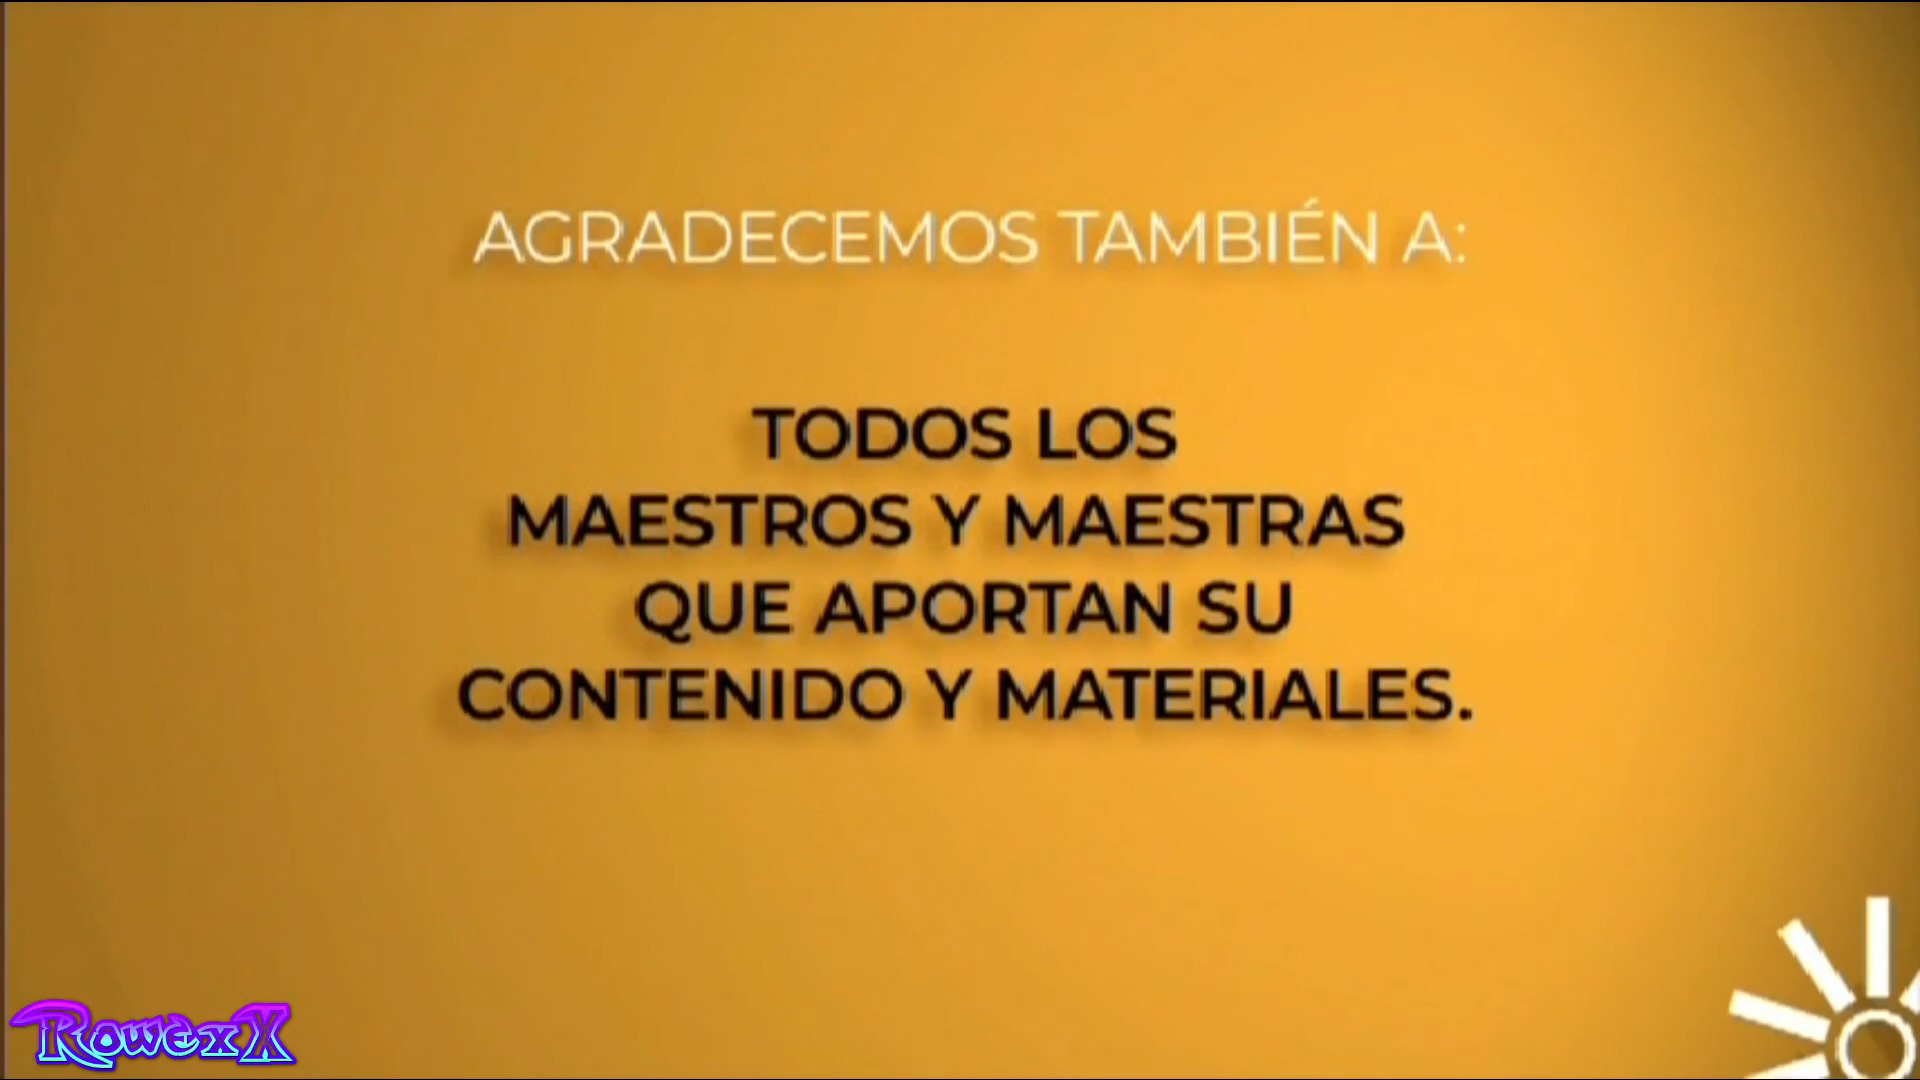 AGRADECEMOS TAMBIÉN A:
TODOS LOS
MAESTROS Y MAESTRAS
QUE APORTAN SU
CONTENIDO Y MATERIALES.
RowexX